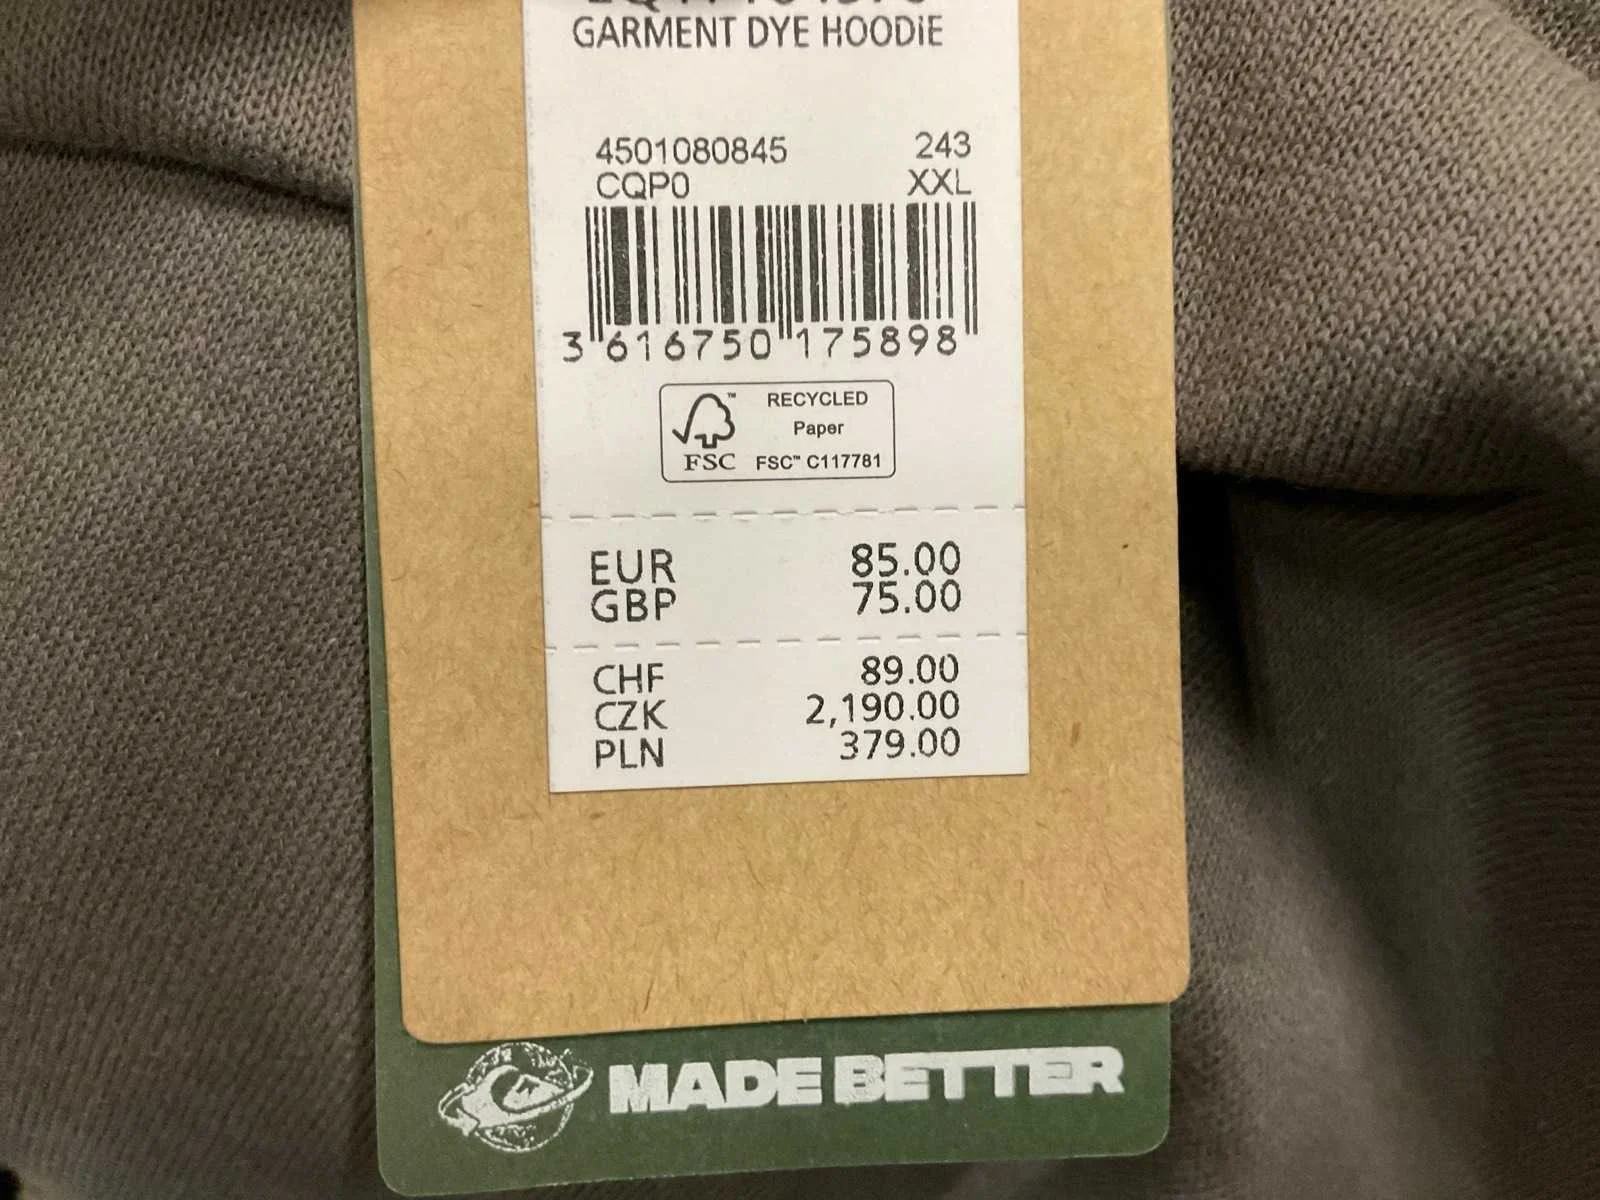 GARMENT DYE HOODIE
4501080845 243
CQP0 XXL
3 616750 175898
RECYCLED
Paper
FSC™ C117781
FSC
EUR 85.00
GBP 75.00
CHF 89.00
CZK 2,190.00
PLN 379.00
MADE BETTER